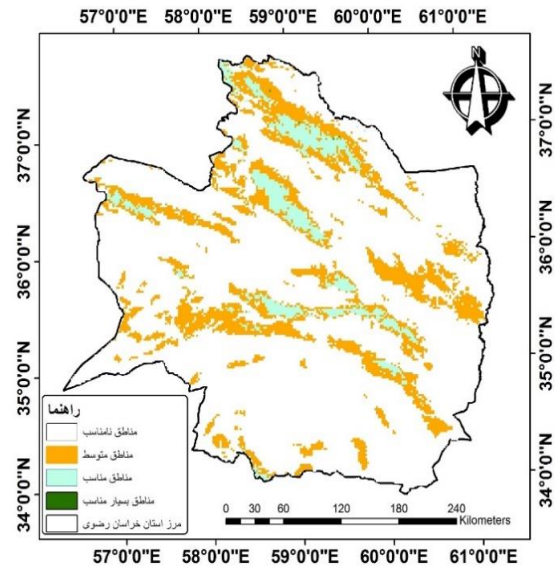 57°0'0"E 58°0'0"E 59°0'0"E 60°0'0"E 61°0'0"E
N
37°0'0"N
37°0'0"N
36°0'0"N
36°0'0"N
35°0'0"N
35°0'0"N
34°0'0"N
34°0'0"N
راهنما
مناطق نامناسب
مناطق متوسط
مناطق مناسب
مناطق بسیار مناسب
مرز استان خراسان رضوی
0 30 60 120 180 240
Kilometers
57°0'0"E 58°0'0"E 59°0'0"E 60°0'0"E 61°0'0"E